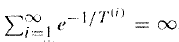 ∑_{i=1}^{∞} e^{-1/T^{(i)}} = ∞